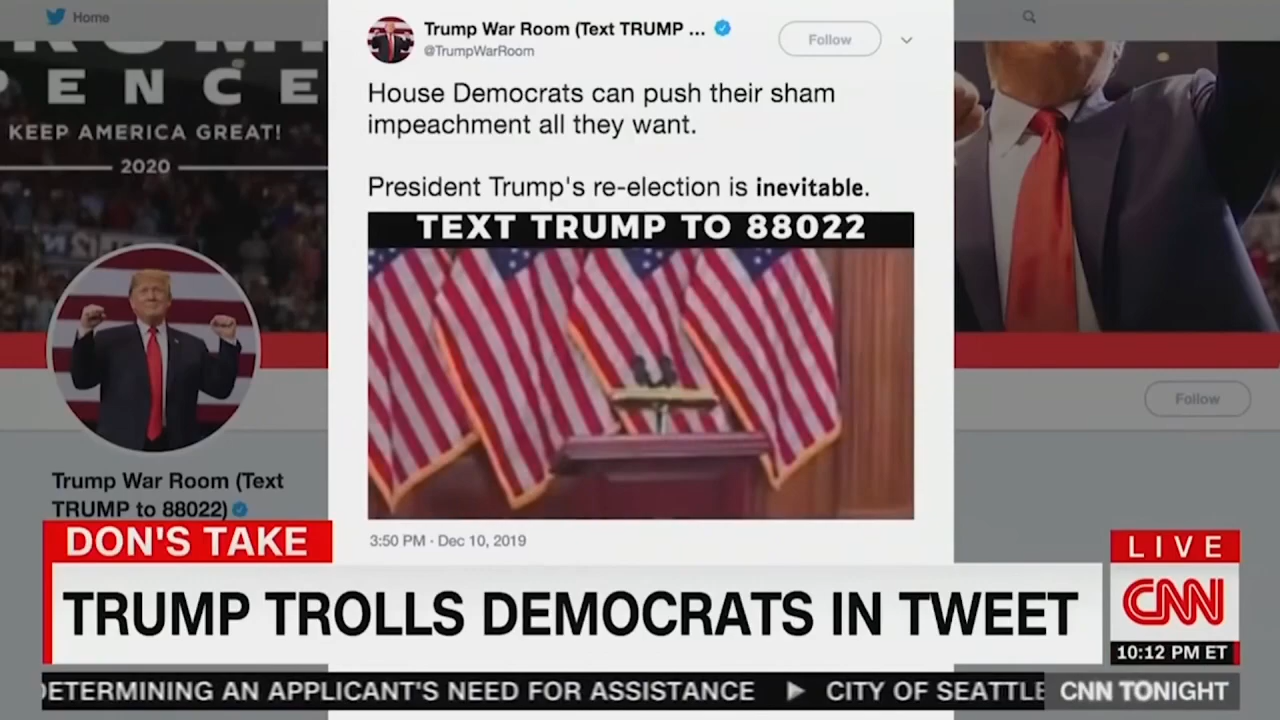 Home
PENCE
KEEP AMERICA GREAT!
2020
Trump War Room (Text TRUMP ...
@TrumpWarRoom
Follow
House Democrats can push their sham
impeachment all they want.
President Trump's re-election is inevitable.
TEXT TRUMP TO 88022
3:50 PM · Dec 10, 2019
Follow
Trump War Room (Text
TRUMP to 88022)
DON'S TAKE
TRUMP TROLLS DEMOCRATS IN TWEET
LIVE
CNN
10:12 PM ET
ETERMINING AN APPLICANT'S NEED FOR ASSISTANCE ▶ CITY OF SEATTLE
CNN TONIGHT